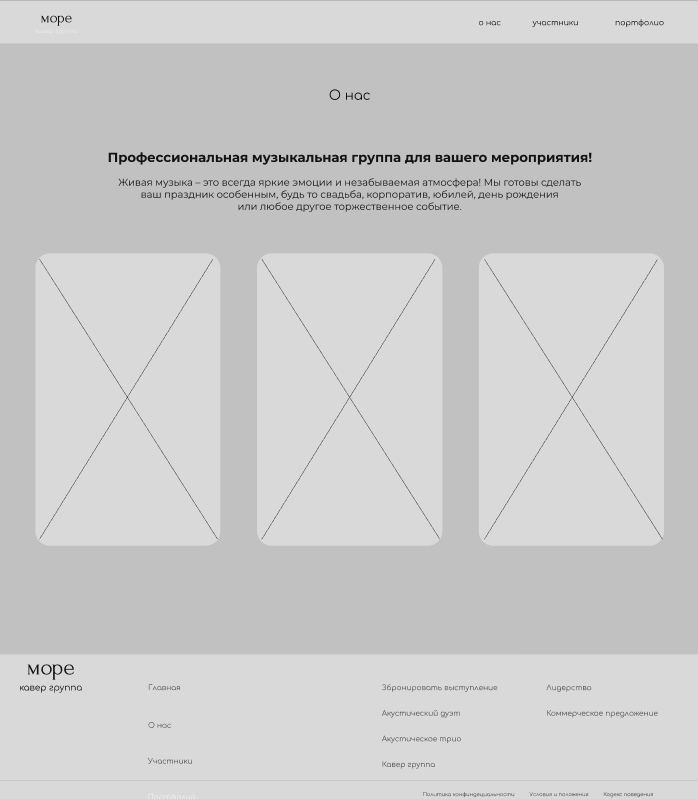 море
кавер группа
о нас
участники
портфолио
О нас
Профессиональная музыкальная группа для вашего мероприятия!
Живая музыка – это всегда яркие эмоции и незабываемая атмосфера! Мы готовы сделать
ваш праздник особенным, будь то свадьба, корпоратив, юбилей, день рождения
или любое другое торжественное событие.
море
кавер группа
Главная
О нас
Участники
Портфолио
Збронировать выступление
Акустический дуэт
Акустическое трио
Кавер группа
Лидерство
Коммерческое предложение
Политика конфиндециальности
Условия и положения
Кодекс поведения